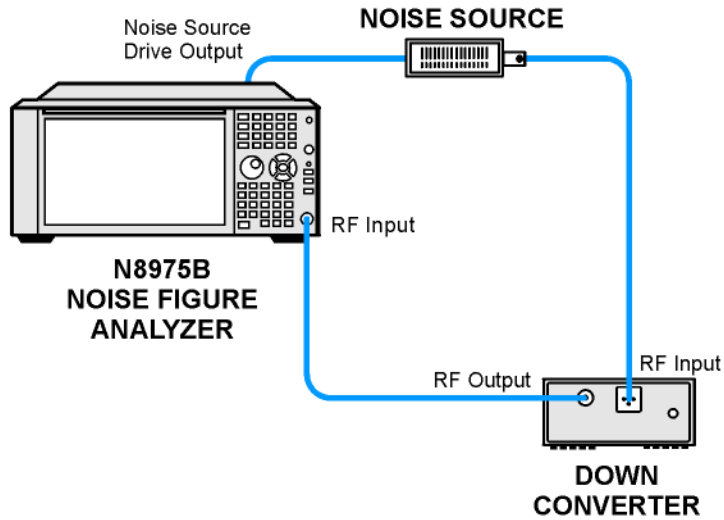 NOISE SOURCE
Noise Source
Drive Output
RF Input
N8975B
NOISE FIGURE
ANALYZER
RF Input
RF Output
DOWN
CONVERTER